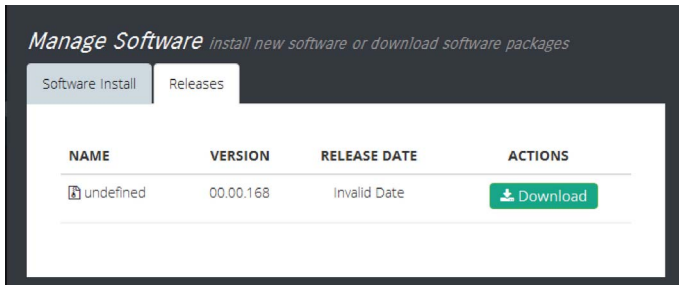 Manage Software install new software or download software packages
Software Install Releases
NAME VERSION RELEASE DATE ACTIONS
undefined 00.00.168 Invalid Date Download